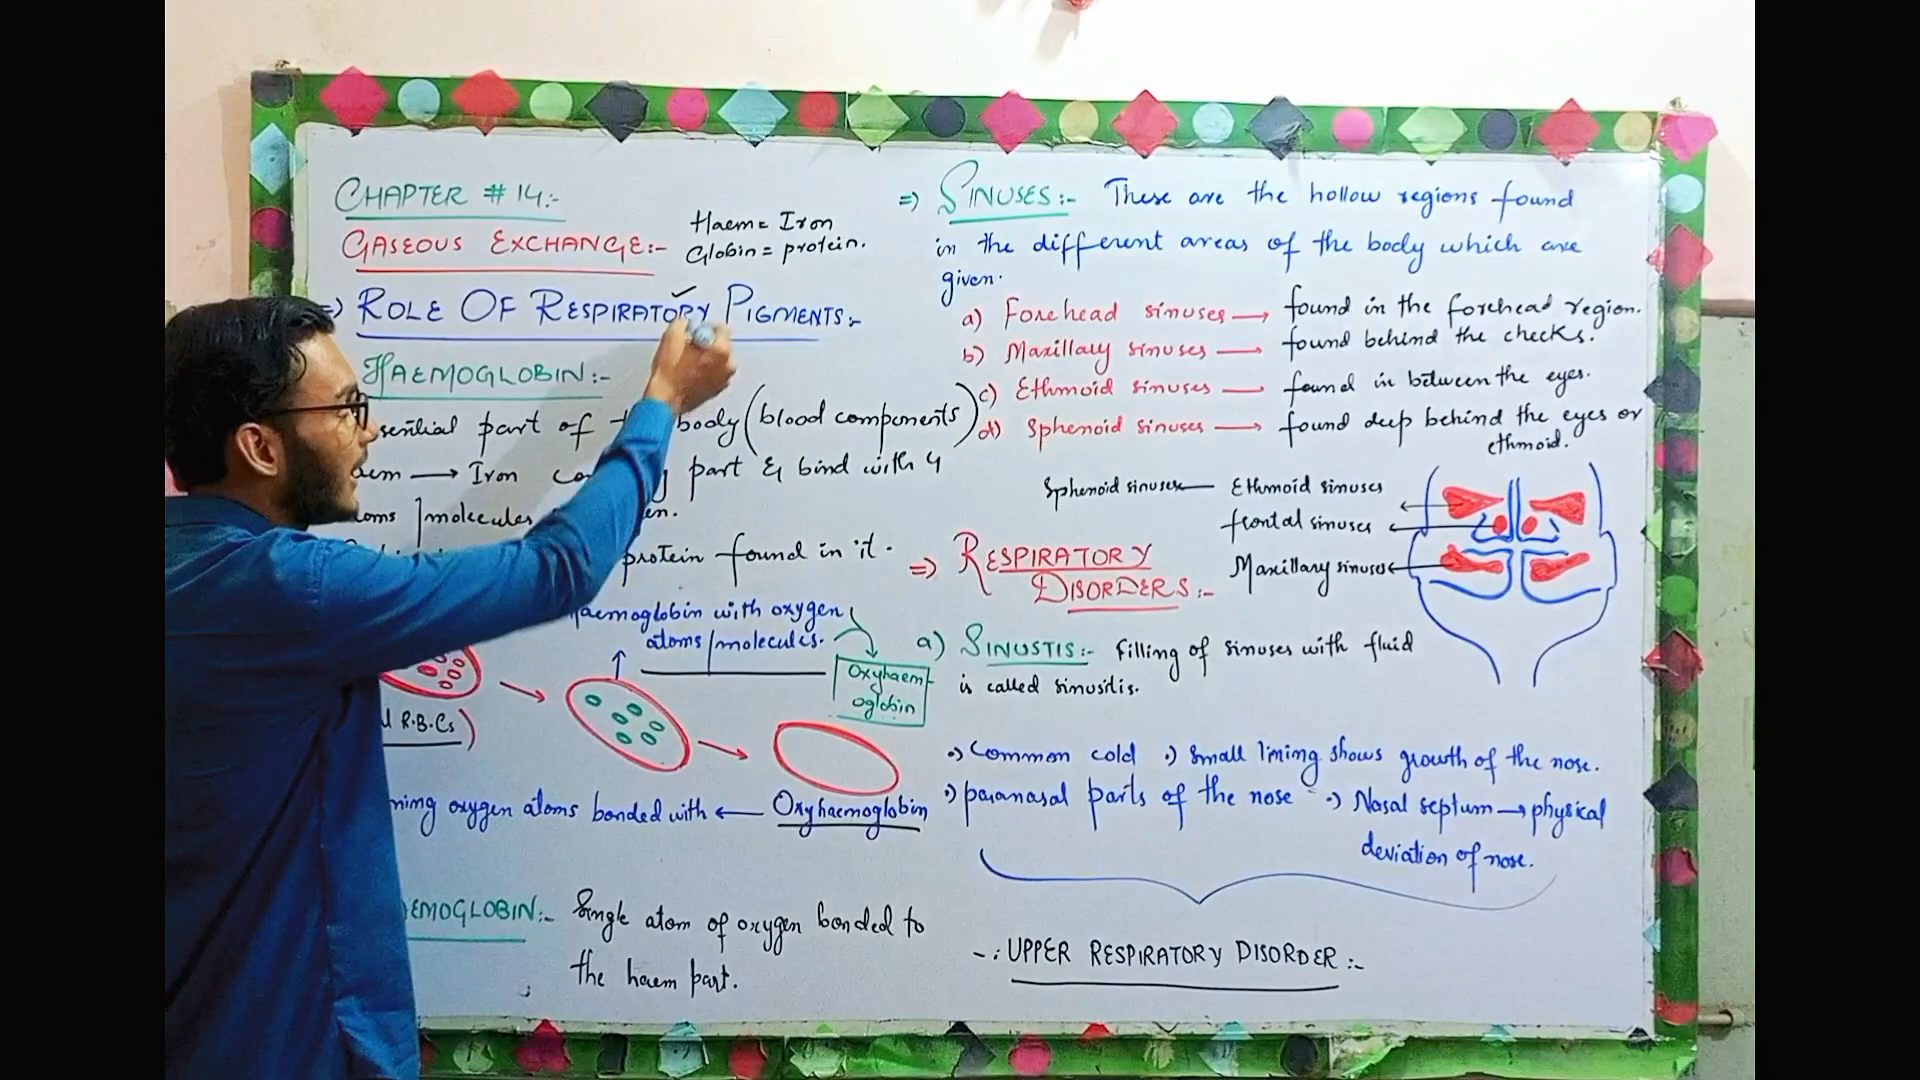 CHAPTER # 14:-
GASEOUS EXCHANGE:-
Haem = Iron
Globin = protein.
=) ROLE OF RESPIRATORY PIGMENTS:-
HAEMOGLOBIN:-
part of body (blood components)
→ Iron part & bind with 4
molecules
protein found in it.
haemoglobin with oxygen
atoms/molecules.
Oxyhaem-
oglobin
R.B.Cs)
oxygen atoms bonded with ← Oxyhaemoglobin
EMOGLOBIN:- Single atom of oxygen bonded to
the haem part.
=) SINUSES:- These are the hollow regions found
in the different areas of the body which are
given.
a) Forehead sinuses → found in the forehead region.
b) Maxillary sinuses → found behind the checks.
c) Ethmoid sinuses → found in between the eyes.
d) Sphenoid sinuses → found deep behind the eyes or
ethmoid.
Sphenoid sinuses Ethmoid sinuses
frontal sinuses
Maxillary sinuses
=) RESPIRATORY
DISORDERS:-
a) SINUSTIS:- Filling of sinuses with fluid
is called sinusitis.
.) Common cold .) Small lining shows growth of the nose.
.) paranasal parts of the nose .) Nasal septum → physical
deviation of nose.
-: UPPER RESPIRATORY DISORDER:-